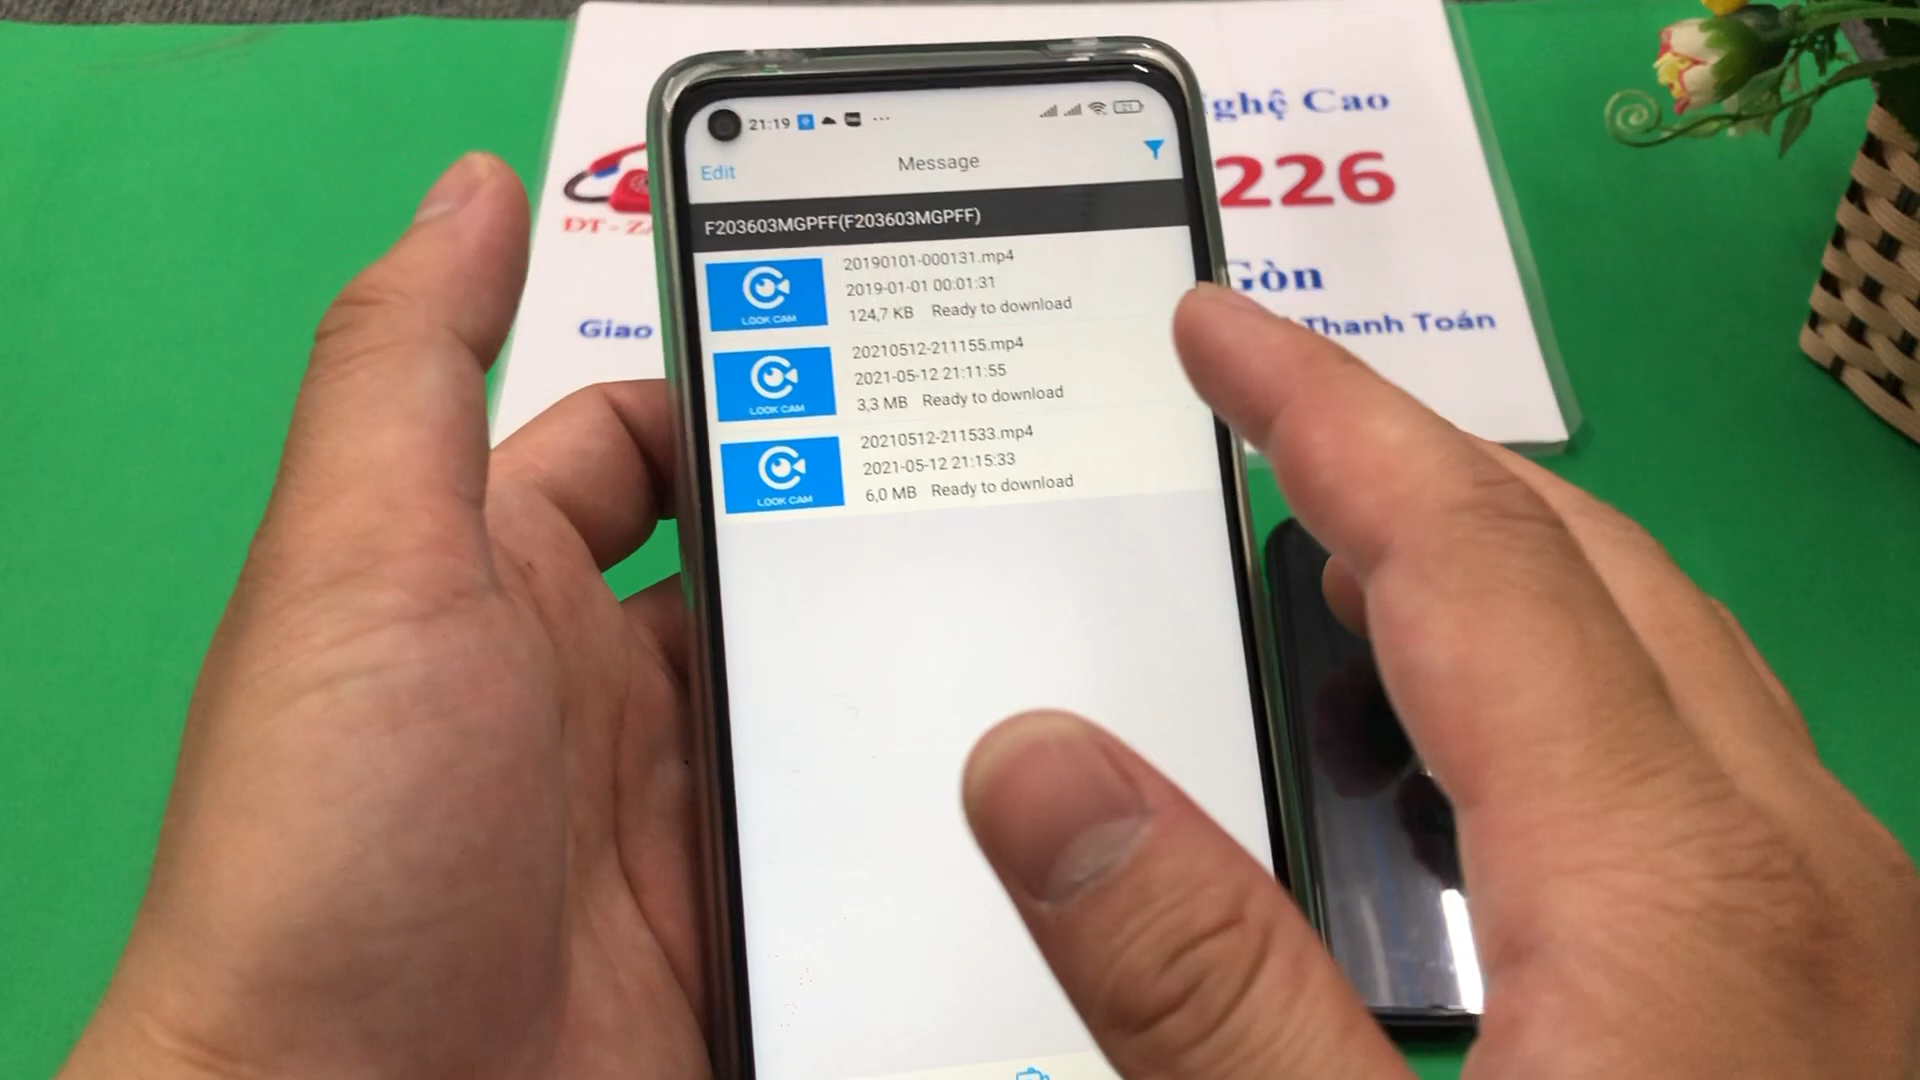 ghệ Cao
226
ĐT - ZA
Gòn
Giao
Thanh Toán
21:19
Edit
Message
F203603MGPFF(F203603MGPFF)
LOOK CAM
20190101-000131.mp4
2019-01-01 00:01:31
124,7 KB Ready to download
LOOK CAM
20210512-211155.mp4
2021-05-12 21:11:55
3,3 MB Ready to download
LOOK CAM
20210512-211533.mp4
2021-05-12 21:15:33
6,0 MB Ready to download